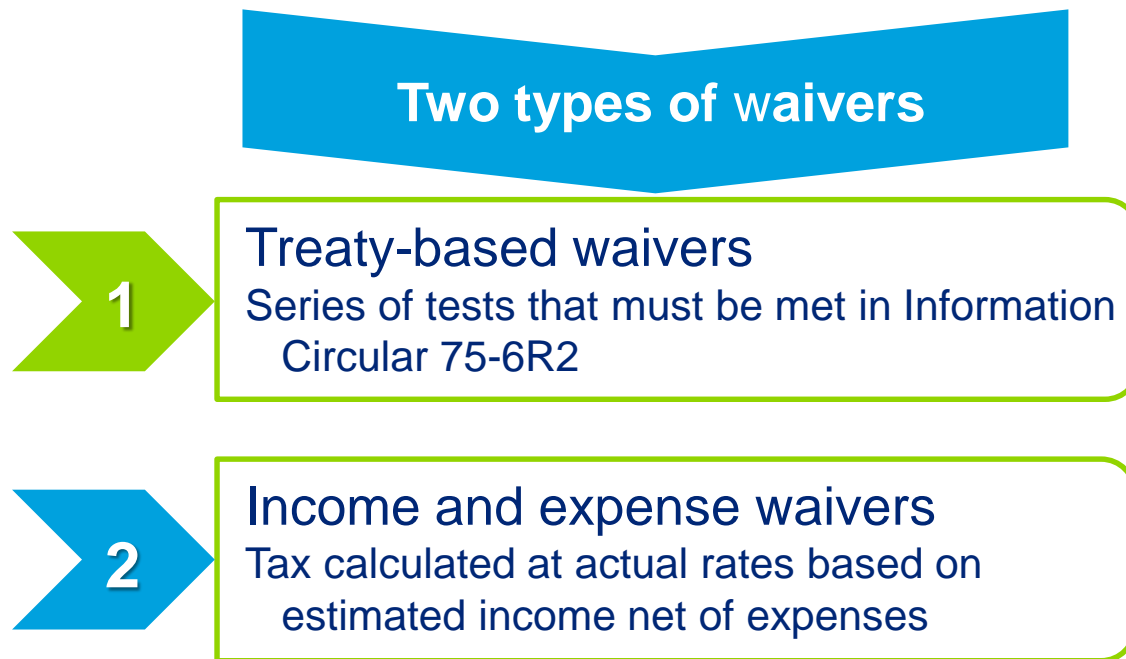 Two types of waivers
1
Treaty-based waivers
Series of tests that must be met in Information
Circular 75-6R2
2
Income and expense waivers
Tax calculated at actual rates based on
estimated income net of expenses